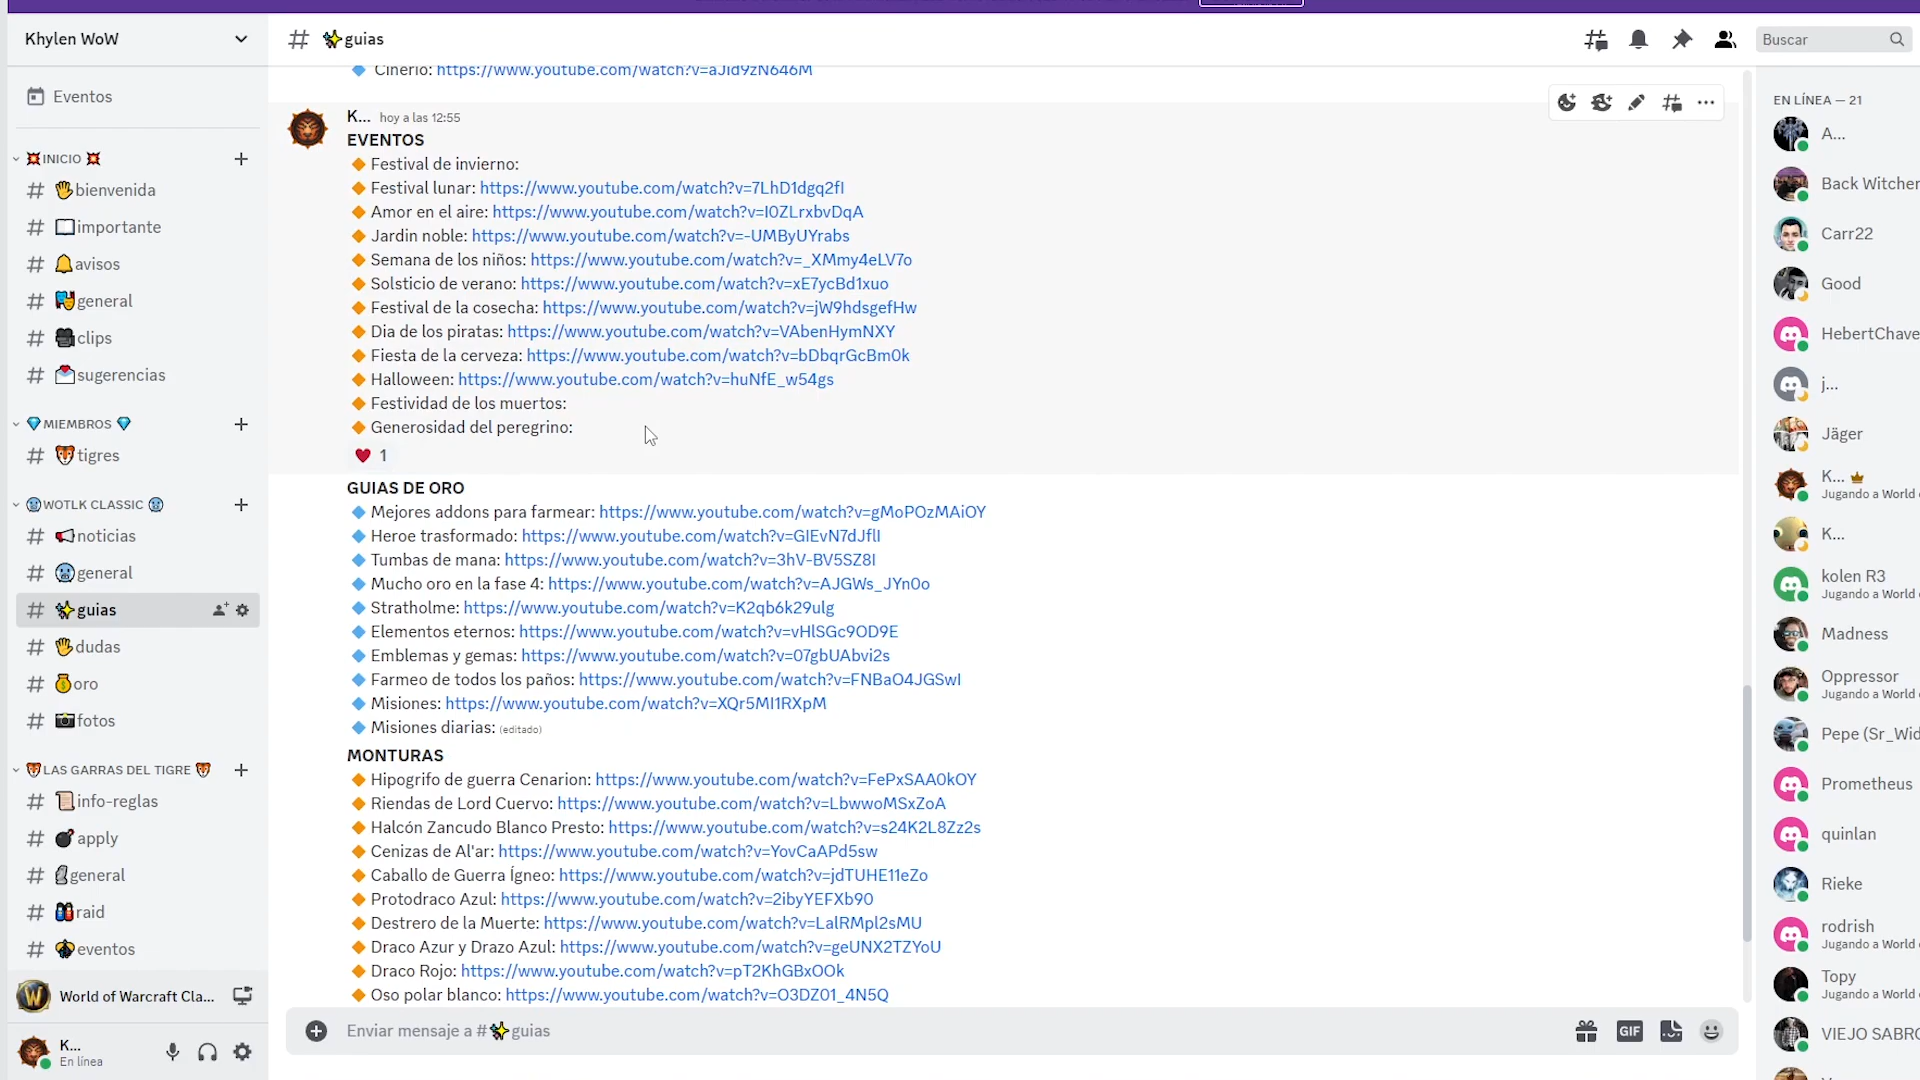 Khylen WoW
Eventos
INICIO
bienvenida
importante
avisos
general
clips
sugerencias
MIEMBROS
tigres
WOTLK CLASSIC
noticias
general
guias
dudas
oro
fotos
LAS GARRAS DEL TIGRE
info-reglas
apply
general
raid
eventos
World of Warcraft Cla...
K...
En línea
guias
Buscar
Cinerio: https://www.youtube.com/watch?v=aJId9zN646M
K... hoy a las 12:55
EVENTOS
Festival de invierno:
Festival lunar: https://www.youtube.com/watch?v=7LhD1dgq2fI
Amor en el aire: https://www.youtube.com/watch?v=I0ZLrxbvDqA
Jardin noble: https://www.youtube.com/watch?v=-UMByUYrabs
Semana de los niños: https://www.youtube.com/watch?v=_XMmy4eLV7o
Solsticio de verano: https://www.youtube.com/watch?v=xE7ycBd1xuo
Festival de la cosecha: https://www.youtube.com/watch?v=jW9hdsgefHw
Dia de los piratas: https://www.youtube.com/watch?v=VAbenHymNXY
Fiesta de la cerveza: https://www.youtube.com/watch?v=bDbqrGcBm0k
Halloween: https://www.youtube.com/watch?v=huNfE_w54gs
Festividad de los muertos:
Generosidad del peregrino:
1
GUIAS DE ORO
Mejores addons para farmear: https://www.youtube.com/watch?v=gMoPOzMAiOY
Heroe trasformado: https://www.youtube.com/watch?v=GIEvN7dJflI
Tumbas de mana: https://www.youtube.com/watch?v=3hV-BV5SZ8I
Mucho oro en la fase 4: https://www.youtube.com/watch?v=AJGWs_JYn0o
Stratholme: https://www.youtube.com/watch?v=K2qb6k29ulg
Elementos eternos: https://www.youtube.com/watch?v=vHlSGc9OD9E
Emblemas y gemas: https://www.youtube.com/watch?v=07gbUAbvi2s
Farmeo de todos los paños: https://www.youtube.com/watch?v=FNBaO4JGSwI
Misiones: https://www.youtube.com/watch?v=XQr5MI1RXpM
Misiones diarias: (editado)
MONTURAS
Hipogrifo de guerra Cenarion: https://www.youtube.com/watch?v=FePxSAA0kOY
Riendas de Lord Cuervo: https://www.youtube.com/watch?v=LbwwoMSxZoA
Halcón Zancudo Blanco Presto: https://www.youtube.com/watch?v=s24K2L8Zz2s
Cenizas de Al'ar: https://www.youtube.com/watch?v=YovCaAPd5sw
Caballo de Guerra Ígneo: https://www.youtube.com/watch?v=jdTUHE11eZo
Protodraco Azul: https://www.youtube.com/watch?v=2ibyYEFXb90
Destrero de la Muerte: https://www.youtube.com/watch?v=LalRMpl2sMU
Draco Azur y Drazo Azul: https://www.youtube.com/watch?v=geUNX2TZYoU
Draco Rojo: https://www.youtube.com/watch?v=pT2KhGBxOOk
Oso polar blanco: https://www.youtube.com/watch?v=O3DZ01_4N5Q
Enviar mensaje a # guias
GIF
EN LÍNEA — 21
A...
Back Witcher
Carr22
Good
HebertChave
j...
Jäger
K...
Jugando a World
K...
kolen R3
Jugando a World
Madness
Oppressor
Jugando a World
Pepe (Sr_Wid
Prometheus
quinlan
Rieke
rodrish
Jugando a World
Topy
Jugando a World
VIEJO SABRO